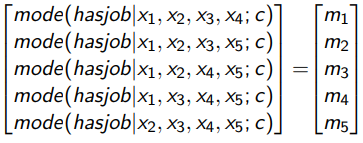 mode(hasjob|x₁, x₂, x₃, x₄; c) m₁
mode(hasjob|x₁, x₂, x₃, x₅; c) m₂
mode(hasjob|x₁, x₂, x₄, x₅; c) = m₃
mode(hasjob|x₁, x₃, x₄, x₅; c) m₄
mode(hasjob|x₂, x₃, x₄, x₅; c) m₅